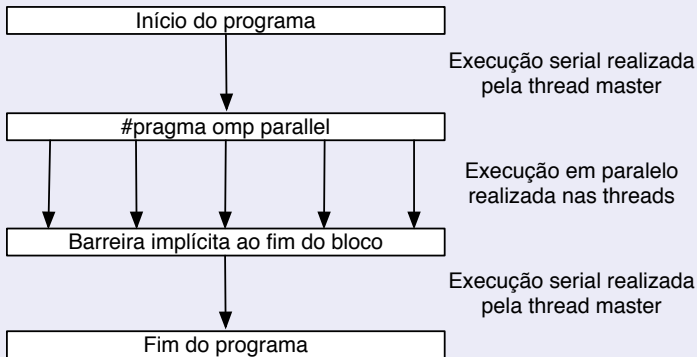 Início do programa
Execução serial realizada
pela thread master
#pragma omp parallel
Execução em paralelo
realizada nas threads
Barreira implícita ao fim do bloco
Execução serial realizada
pela thread master
Fim do programa